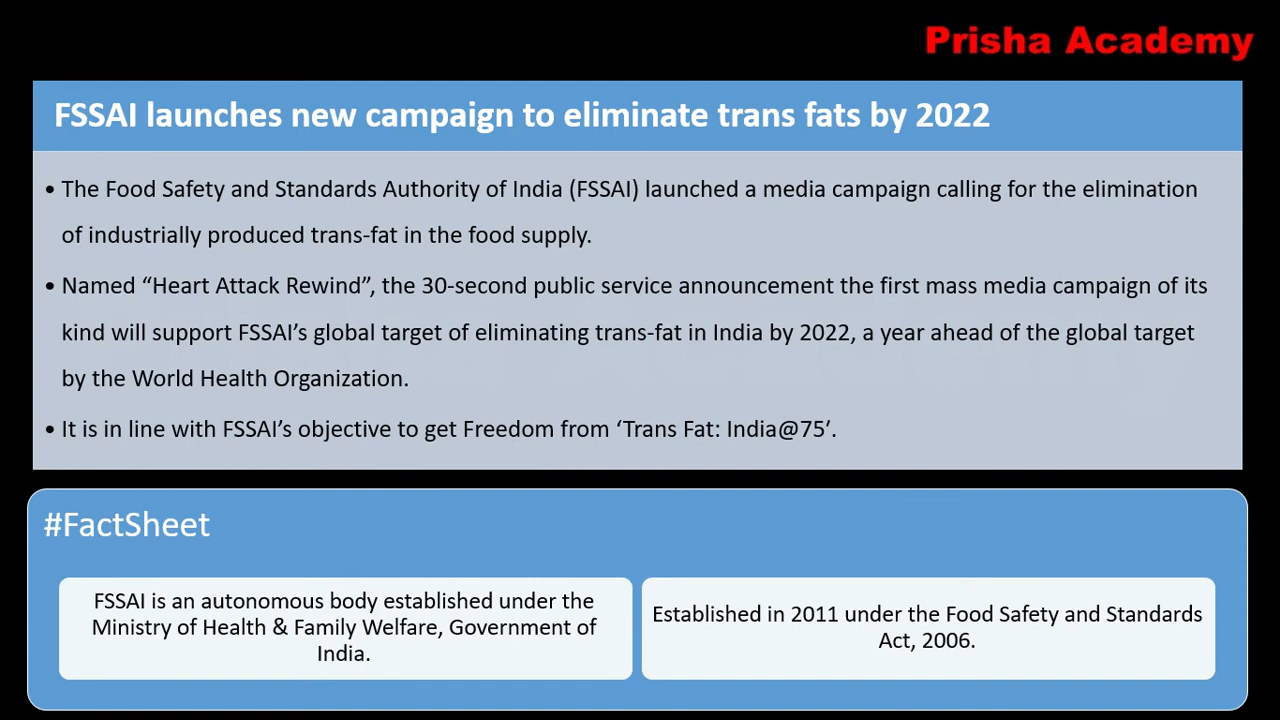 Prisha Academy
FSSAI launches new campaign to eliminate trans fats by 2022
• The Food Safety and Standards Authority of India (FSSAI) launched a media campaign calling for the elimination
of industrially produced trans-fat in the food supply.
• Named “Heart Attack Rewind”, the 30-second public service announcement the first mass media campaign of its
kind will support FSSAI’s global target of eliminating trans-fat in India by 2022, a year ahead of the global target
by the World Health Organization.
• It is in line with FSSAI’s objective to get Freedom from ‘Trans Fat: India@75’.
#FactSheet
FSSAI is an autonomous body established under the
Ministry of Health & Family Welfare, Government of
India.
Established in 2011 under the Food Safety and Standards
Act, 2006.